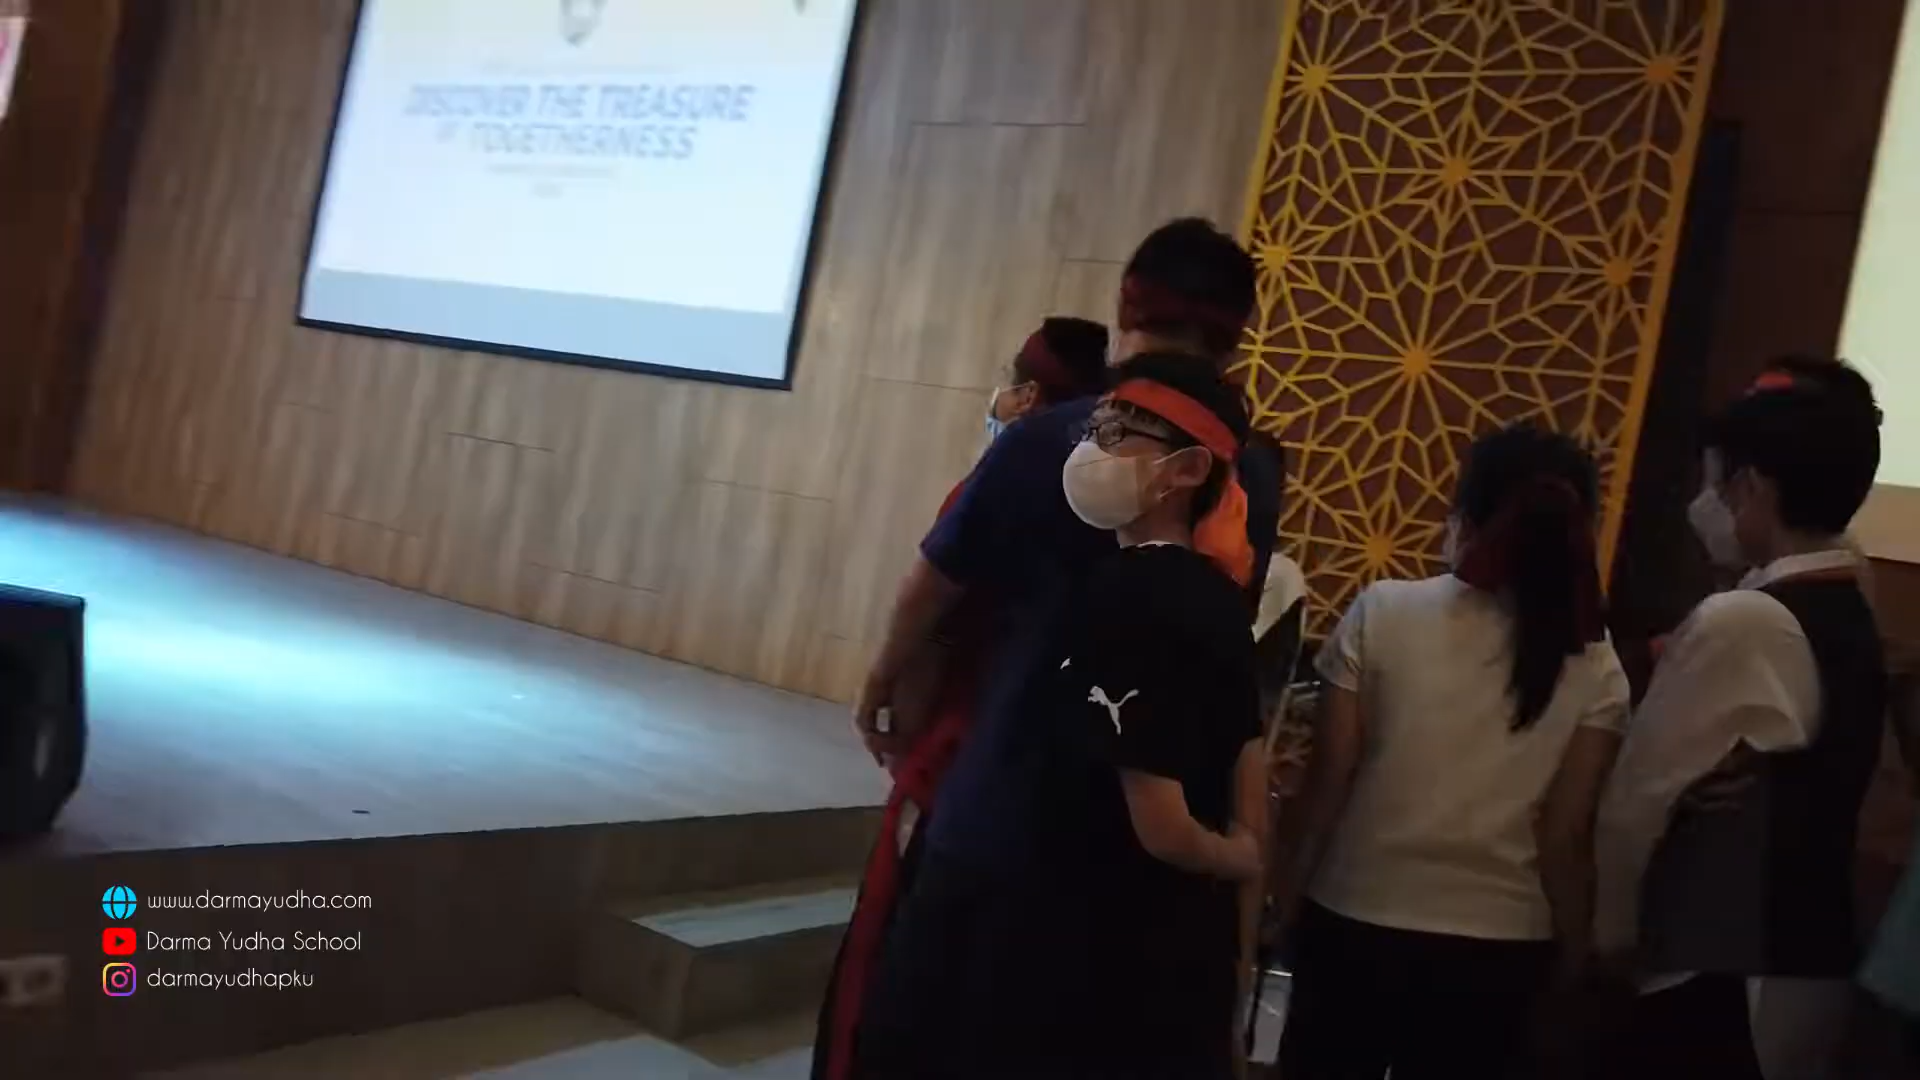 DISCOVER THE TREASURE
OF TOGETHERNESS
www.darmayudha.com
Darma Yudha School
darmayudhapku